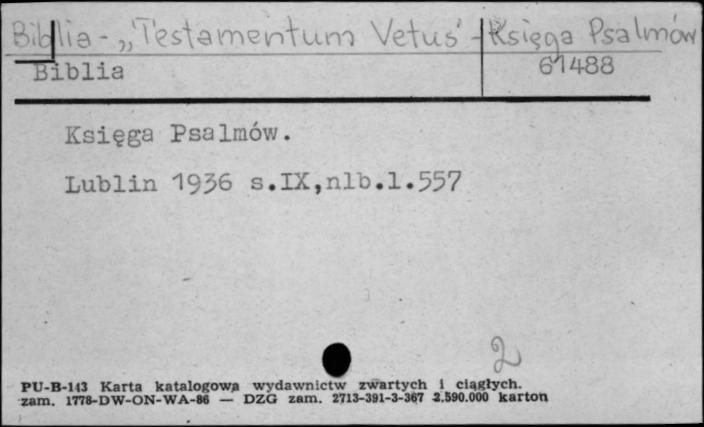 Biblia - „Testamentum Vetus" - Księga Psalmów
Biblia 61488
Księga Psalmów.
Lublin 1936 s.IX,nlb.l.557
2
PU-B-143 Karta katalogowa wydawnictw zwartych i ciągłych.
zam. 1778-DW-ON-WA-86 — DZG zam. 2713-391-3-367 2.590.000 karton